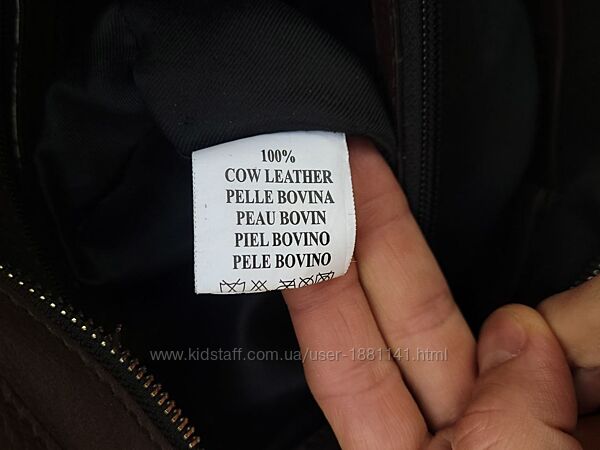 100%
COW LEATHER
PELLE BOVINA
PEAU BOVIN
PIEL BOVINO
PELE BOVINO
www.kidstaff.com.ua/user-1881141.html